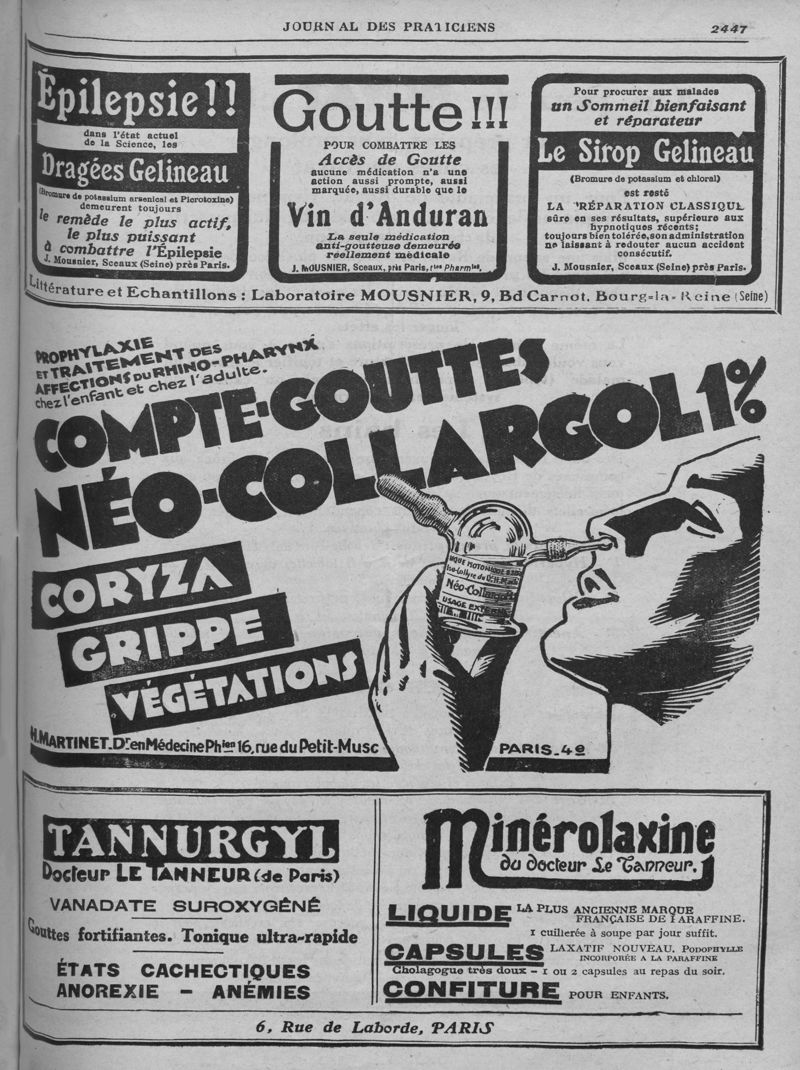 JOURNAL DES PRATICIENS
2447
Épilepsie!!
dans l'état actuel
de la Science, les
Dragées Gelineau
(Bromure de potassium arsenical et Picrotoxine)
demeurent toujours
le remède le plus actif,
le plus puissant
à combattre l'Épilepsie
J. Mousnier, Sceaux (Seine) près Paris.
Goutte!!!
POUR COMBATTRE LES
Accès de Goutte
aucune médication n'a une
action aussi prompte, aussi
marquée, aussi durable que le
Vin d'Anduran
La seule médication
anti-goutteuse demeurée
réellement médicale
J. MOUSNIER, Sceaux, près Paris, ttes Pharmies.
Pour procurer aux malades
un Sommeil bienfaisant
et réparateur
Le Sirop Gelineau
(Bromure de potassium et chloral)
est resté
LA PRÉPARATION CLASSIQUE
sûre en ses résultats, supérieure aux
hypnotiques récents;
toujours bien tolérée, son administration
ne laissant à redouter aucun accident
consécutif.
J. Mousnier, Sceaux (Seine) près Paris.
Littérature et Echantillons : Laboratoire MOUSNIER, 9, Bd Carnot, Bourg-la-Reine (Seine)
PROPHYLAXIE
ET TRAITEMENT DES
AFFECTIONS DU RHINO-PHARYNX
chez l'enfant et chez l'adulte.
COMPTE-GOUTTES
NÉO-COLLARGOL 1%
Néo-Collargol
USAGE EXTERNE
CORYZA
GRIPPE
VÉGÉTATIONS
H. MARTINET_Dr en Médecine Phien 16, rue du Petit-Musc
PARIS_4e
TANNURGYL
Docteur LE TANNEUR (de Paris)
VANADATE SUROXYGÉNÉ
Gouttes fortifiantes. Tonique ultra-rapide
ÉTATS CACHECTIQUES
ANOREXIE - ANÉMIES
Minérolaxine
du docteur Le Tanneur.
LIQUIDE LA PLUS ANCIENNE MARQUE
FRANÇAISE DE PARAFFINE.
1 cuillerée à soupe par jour suffit.
CAPSULES LAXATIF NOUVEAU. PODOPHYLLE
INCORPORÉE A LA PARAFFINE
Cholagogue très doux - 1 ou 2 capsules au repas du soir.
CONFITURE POUR ENFANTS.
6, Rue de Laborde, PARIS